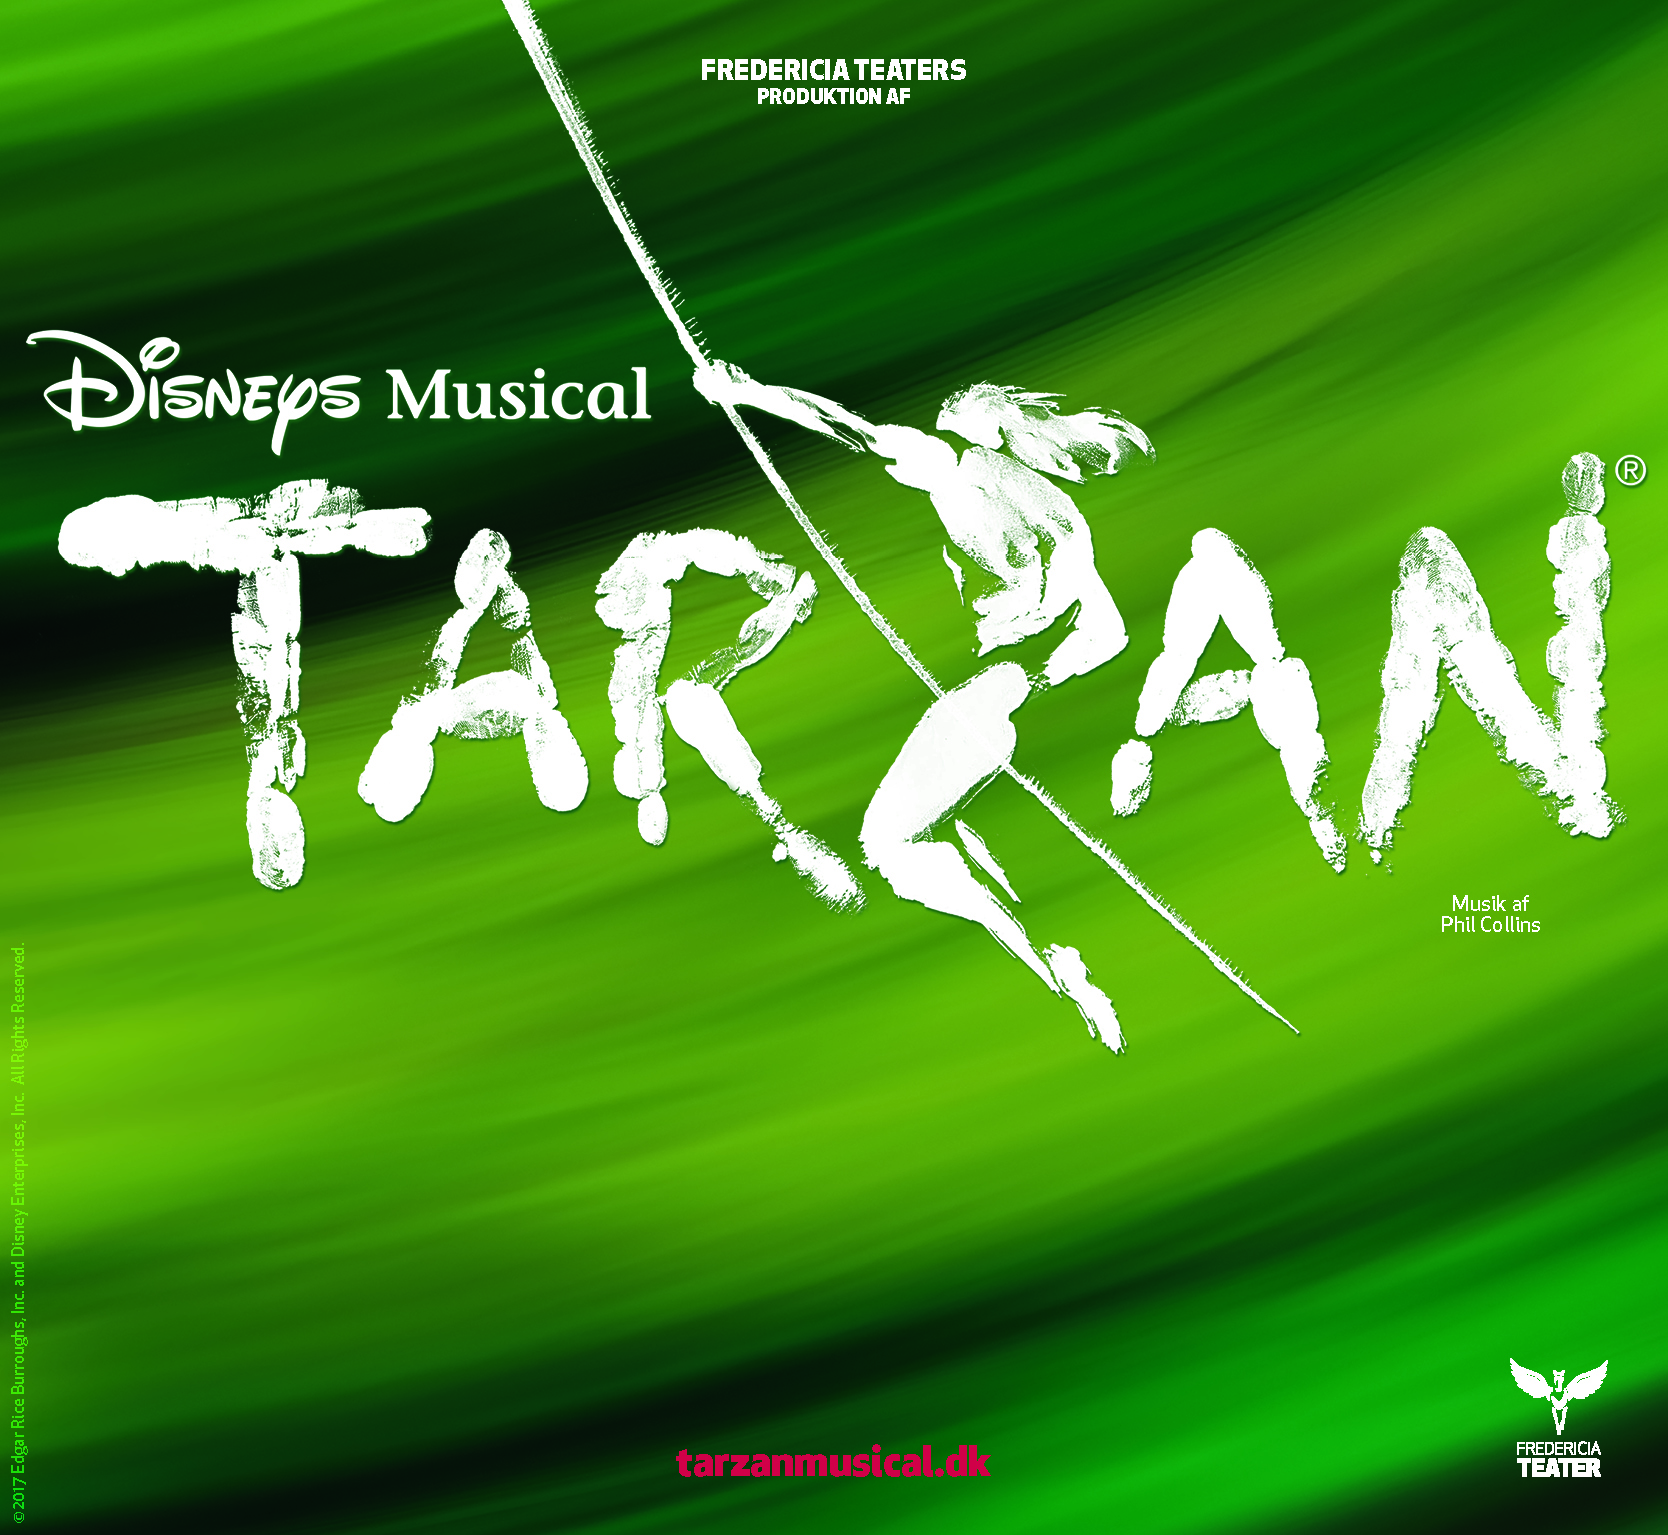 FREDERICIA TEATERS
PRODUKTION AF
DISNEYS Musical
TARZAN®
Musik af
Phil Collins
©2017 Edgar Rice Burroughs, Inc. and Disney Enterprises, Inc. All Rights Reserved.
tarzanmusical.dk
FREDERICIA
TEATER